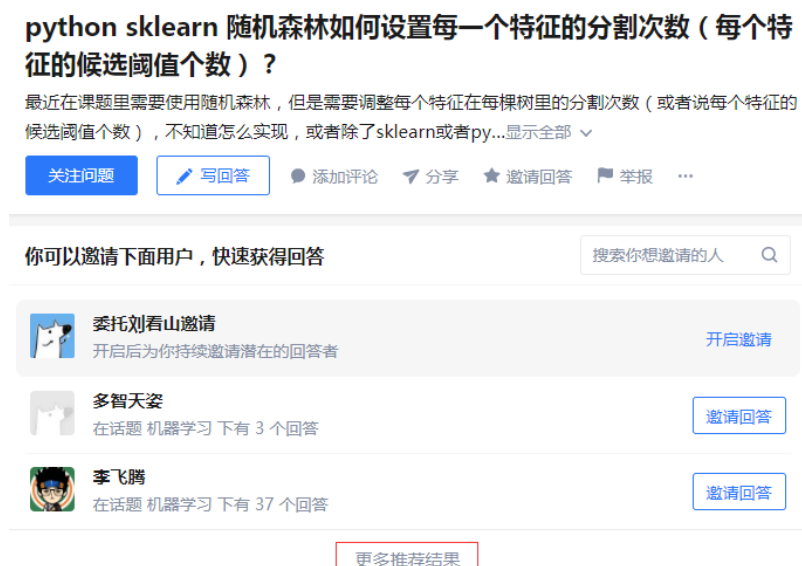 python sklearn 随机森林如何设置每一个特征的分割次数（每个特
征的候选阈值个数）？
最近在课题里需要使用随机森林，但是需要调整每个特征在每棵树里的分割次数（或者说每个特征的
候选阈值个数），不知道怎么实现，或者除了sklearn或者py...显示全部
关注问题 写回答 添加评论 分享 邀请回答 举报 ...
你可以邀请下面用户，快速获得回答 搜索你想邀请的人
委托刘看山邀请
开启后为你持续邀请潜在的回答者 开启邀请
多智天姿
在话题 机器学习 下有 3 个回答 邀请回答
李飞腾
在话题 机器学习 下有 37 个回答 邀请回答
更多推荐结果